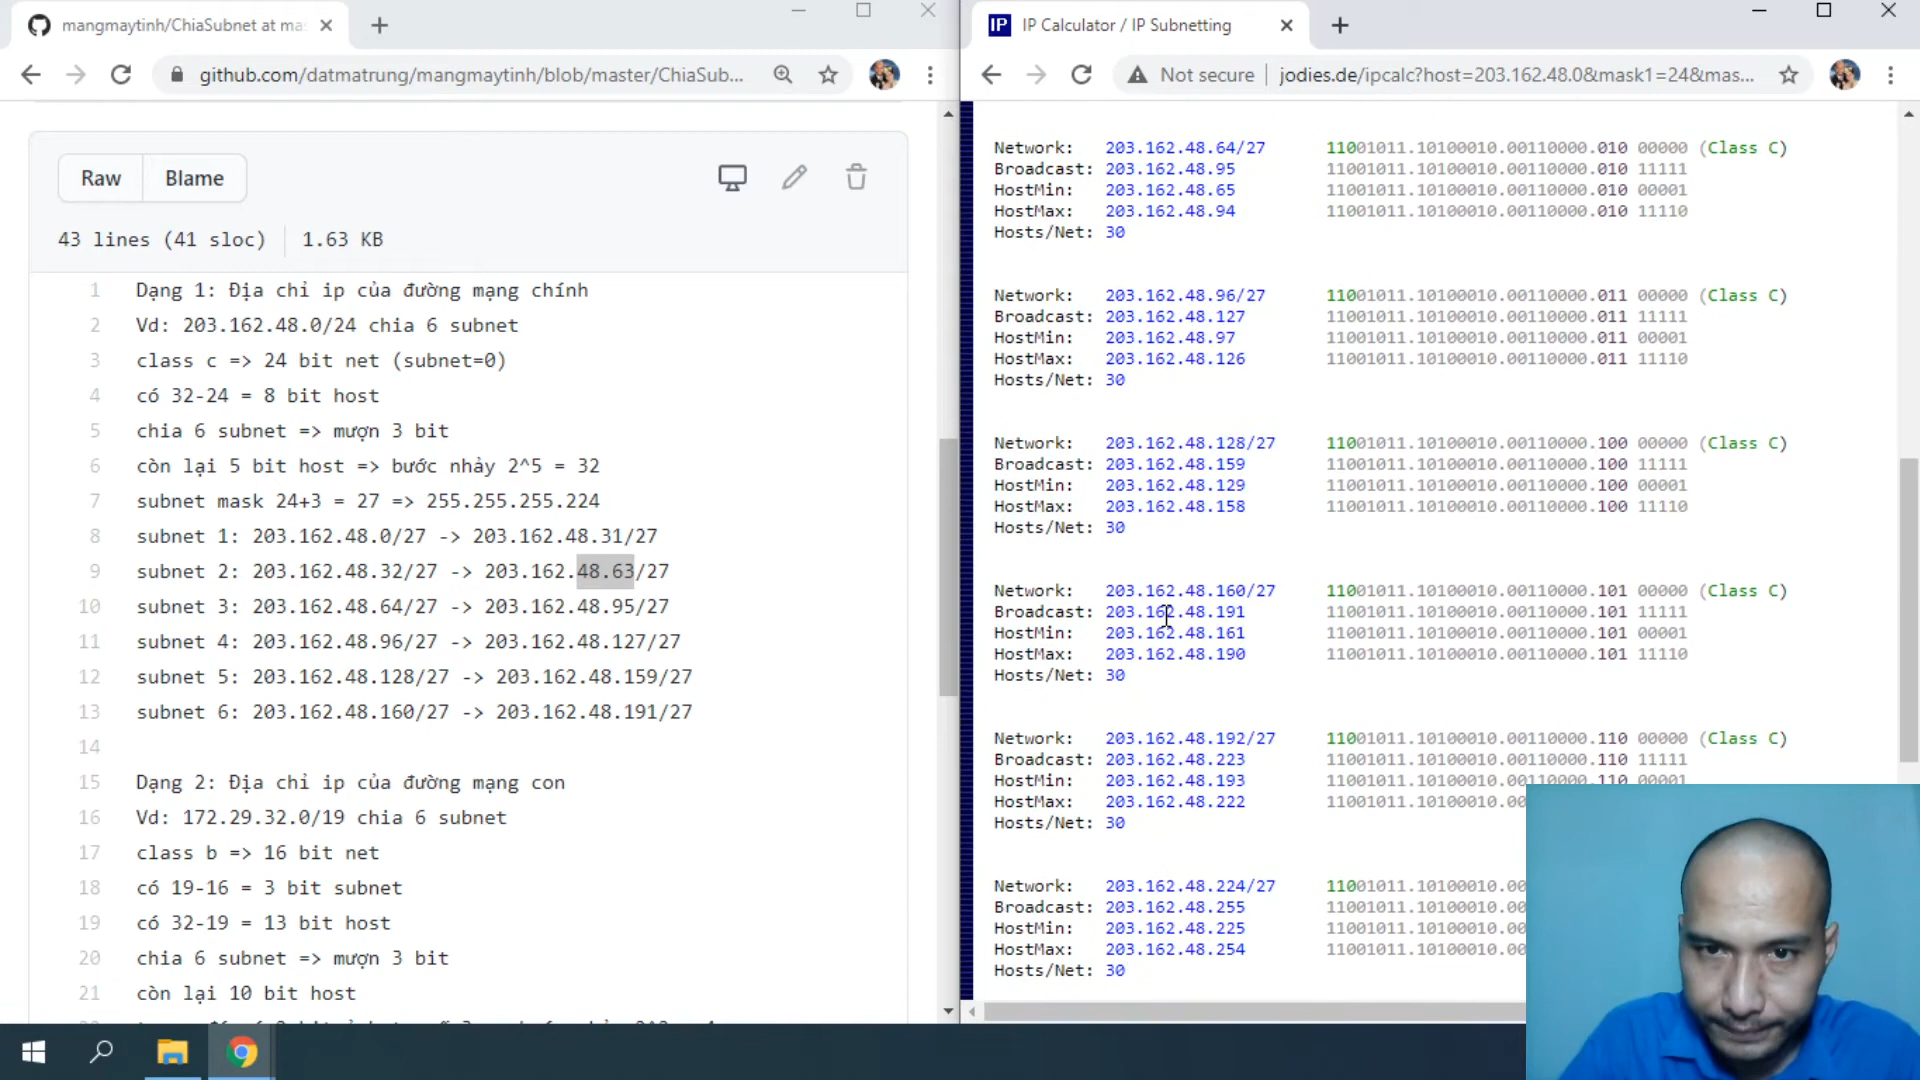 mangmaytinh/ChiaSubnet at mas
github.com/datmatrung/mangmaytinh/blob/master/ChiaSub...
Raw
Blame
43 lines (41 sloc)
1.63 KB
1 Dạng 1: Địa chỉ ip của đường mạng chính
2 Vd: 203.162.48.0/24 chia 6 subnet
3 class c => 24 bit net (subnet=0)
4 có 32-24 = 8 bit host
5 chia 6 subnet => mượn 3 bit
6 còn lại 5 bit host => bước nhảy 2^5 = 32
7 subnet mask 24+3 = 27 => 255.255.255.224
8 subnet 1: 203.162.48.0/27 -> 203.162.48.31/27
9 subnet 2: 203.162.48.32/27 -> 203.162.48.63/27
10 subnet 3: 203.162.48.64/27 -> 203.162.48.95/27
11 subnet 4: 203.162.48.96/27 -> 203.162.48.127/27
12 subnet 5: 203.162.48.128/27 -> 203.162.48.159/27
13 subnet 6: 203.162.48.160/27 -> 203.162.48.191/27
14
15 Dạng 2: Địa chỉ ip của đường mạng con
16 Vd: 172.29.32.0/19 chia 6 subnet
17 class b => 16 bit net
18 có 19-16 = 3 bit subnet
19 có 32-19 = 13 bit host
20 chia 6 subnet => mượn 3 bit
21 còn lại 10 bit host
IP IP Calculator / IP Subnetting
Not secure jodies.de/ipcalc?host=203.162.48.0&mask1=24&mas...
Network: 203.162.48.64/27 11001011.10100010.00110000.010 00000 (Class C)
Broadcast: 203.162.48.95 11001011.10100010.00110000.010 11111
HostMin: 203.162.48.65 11001011.10100010.00110000.010 00001
HostMax: 203.162.48.94 11001011.10100010.00110000.010 11110
Hosts/Net: 30
Network: 203.162.48.96/27 11001011.10100010.00110000.011 00000 (Class C)
Broadcast: 203.162.48.127 11001011.10100010.00110000.011 11111
HostMin: 203.162.48.97 11001011.10100010.00110000.011 00001
HostMax: 203.162.48.126 11001011.10100010.00110000.011 11110
Hosts/Net: 30
Network: 203.162.48.128/27 11001011.10100010.00110000.100 00000 (Class C)
Broadcast: 203.162.48.159 11001011.10100010.00110000.100 11111
HostMin: 203.162.48.129 11001011.10100010.00110000.100 00001
HostMax: 203.162.48.158 11001011.10100010.00110000.100 11110
Hosts/Net: 30
Network: 203.162.48.160/27 11001011.10100010.00110000.101 00000 (Class C)
Broadcast: 203.162.48.191 11001011.10100010.00110000.101 11111
HostMin: 203.162.48.161 11001011.10100010.00110000.101 00001
HostMax: 203.162.48.190 11001011.10100010.00110000.101 11110
Hosts/Net: 30
Network: 203.162.48.192/27 11001011.10100010.00110000.110 00000 (Class C)
Broadcast: 203.162.48.223 11001011.10100010.00110000.110 11111
HostMin: 203.162.48.193 11001011.10100010.00110000.110 00001
HostMax: 203.162.48.222 11001011.10100010.00
Hosts/Net: 30
Network: 203.162.48.224/27 11001011.10100010.00
Broadcast: 203.162.48.255 11001011.10100010.00
HostMin: 203.162.48.225 11001011.10100010.00
HostMax: 203.162.48.254 11001011.10100010.00
Hosts/Net: 30